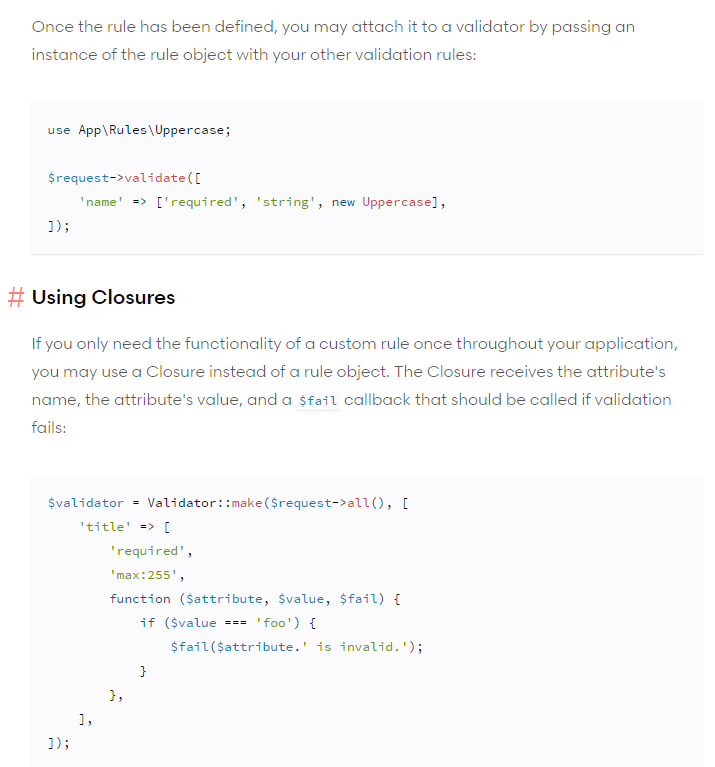 Once the rule has been defined, you may attach it to a validator by passing an
instance of the rule object with your other validation rules:
use App\Rules\Uppercase;
$request->validate([
    'name' => ['required', 'string', new Uppercase],
]);
# Using Closures
If you only need the functionality of a custom rule once throughout your application,
you may use a Closure instead of a rule object. The Closure receives the attribute's
name, the attribute's value, and a $fail callback that should be called if validation
fails:
$validator = Validator::make($request->all(), [
    'title' => [
        'required',
        'max:255',
        function ($attribute, $value, $fail) {
            if ($value === 'foo') {
                $fail($attribute.' is invalid.');
            }
        },
    ],
]);